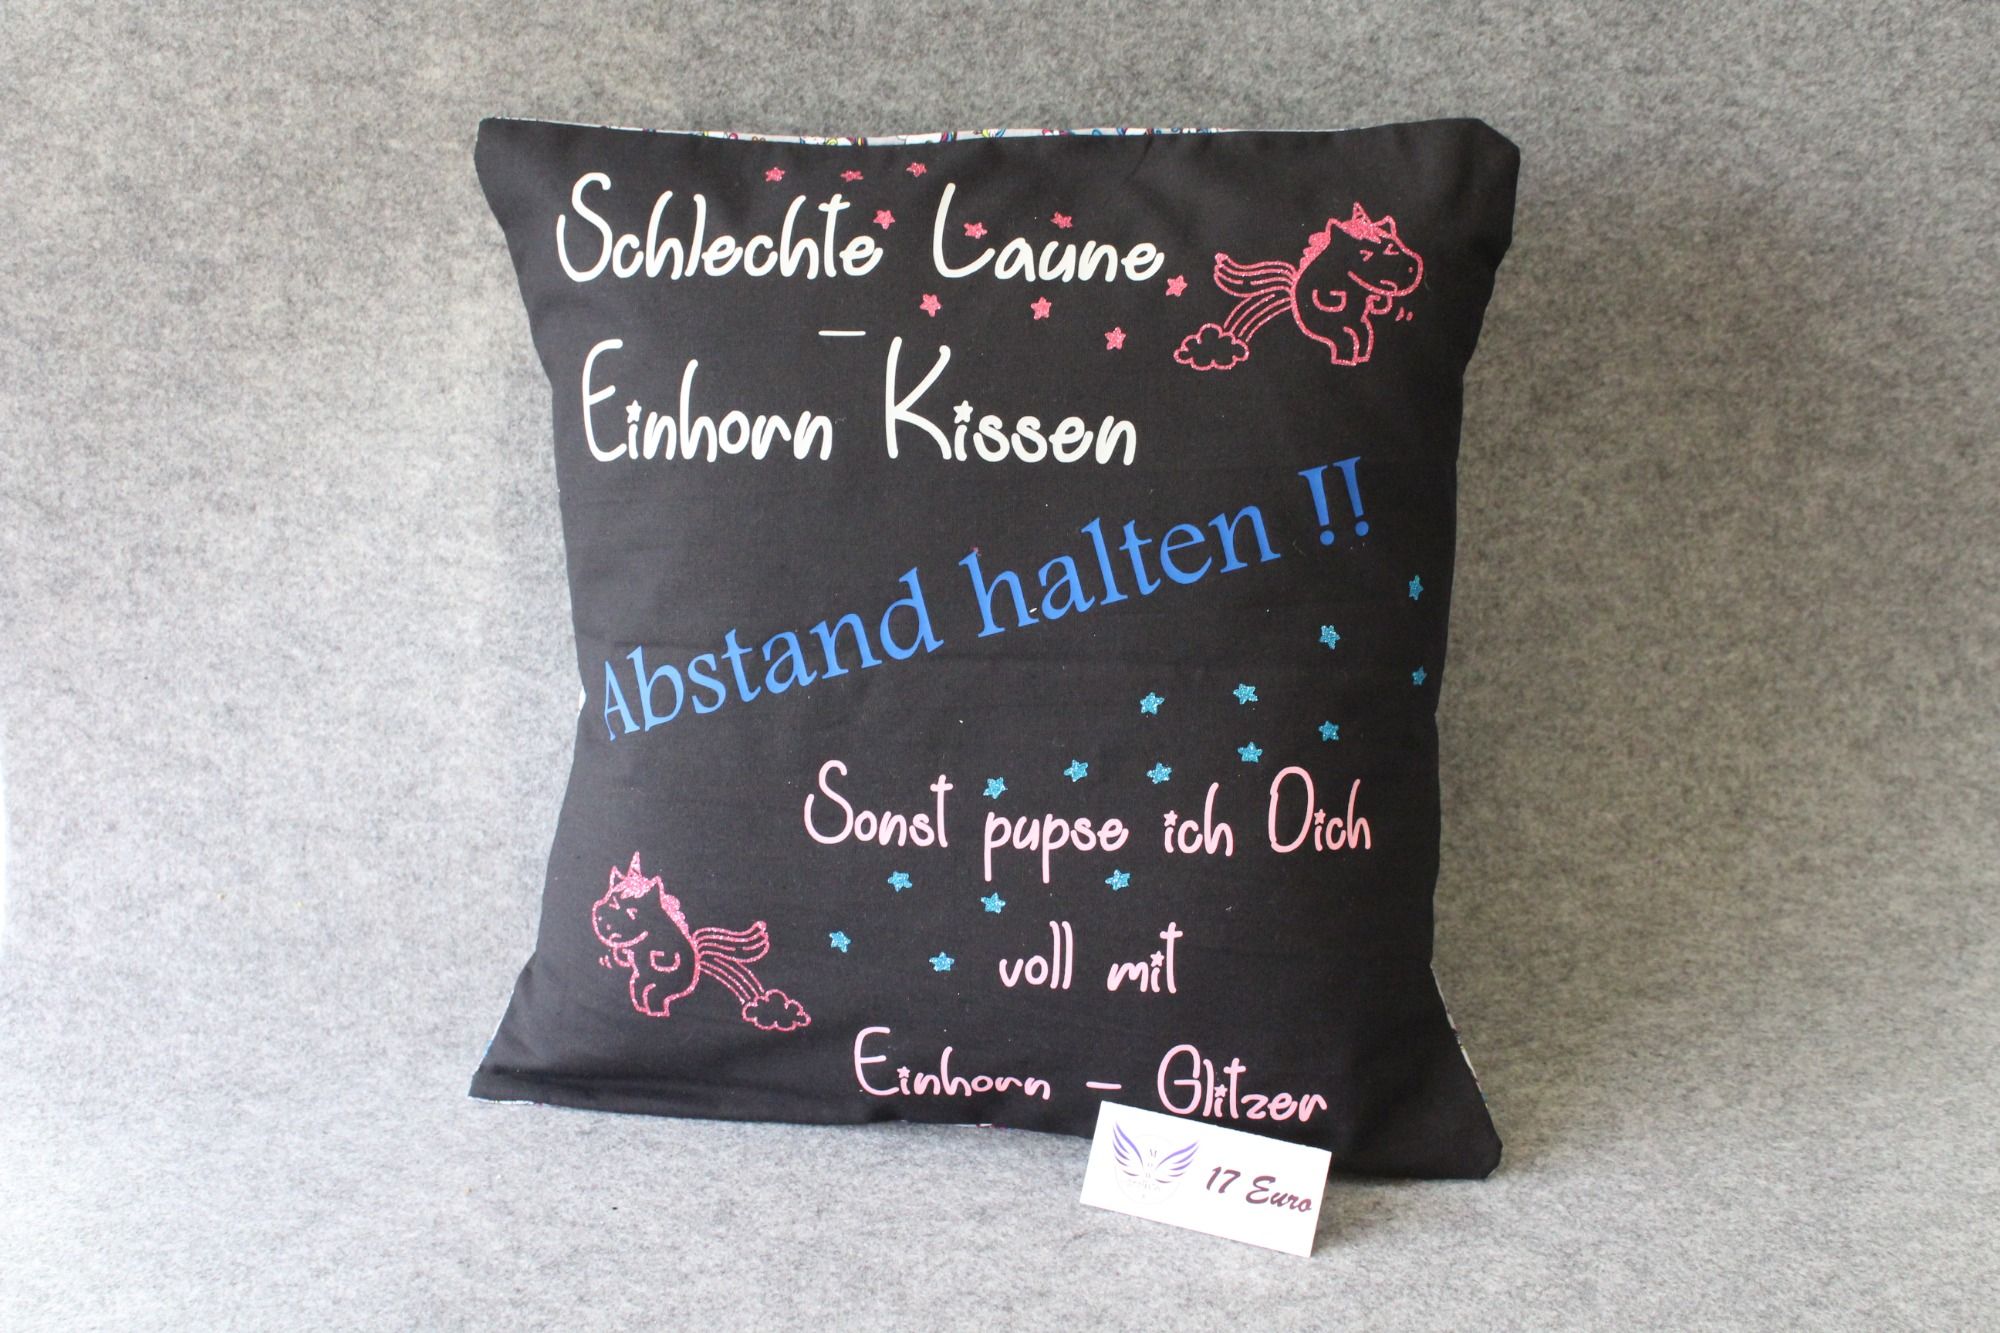 Schlechte Laune
–
Einhorn Kissen
Abstand halten !!
Sonst pupse ich Dich
voll mit
Einhorn – Glitzer
17 Euro